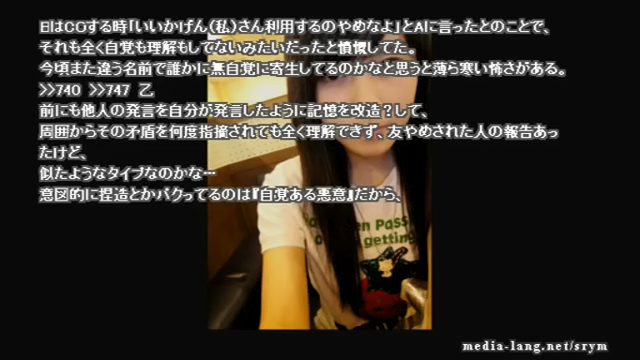 BはCOする時「いいかげん(私)さん利用するのやめなよ」とAに言ったとのことで、
それも全く自覚も理解もしてないみたいだったと憤慨してた。
今頃また違う名前で誰かに無自覚に寄生してるのかなと思うと薄ら寒い怖さがある。
>>740 >>747 乙
前にも他人の発言を自分が発言したように記憶を改造?して、
周囲からその矛盾を何度指摘されても全く理解できず、友やめされた人の報告あっ
たけど、
似たようなタイプなのかな…
意図的に捏造とかパクってるのは『自覚ある悪意』だから、
Passen
getting
media-lang.net/srym